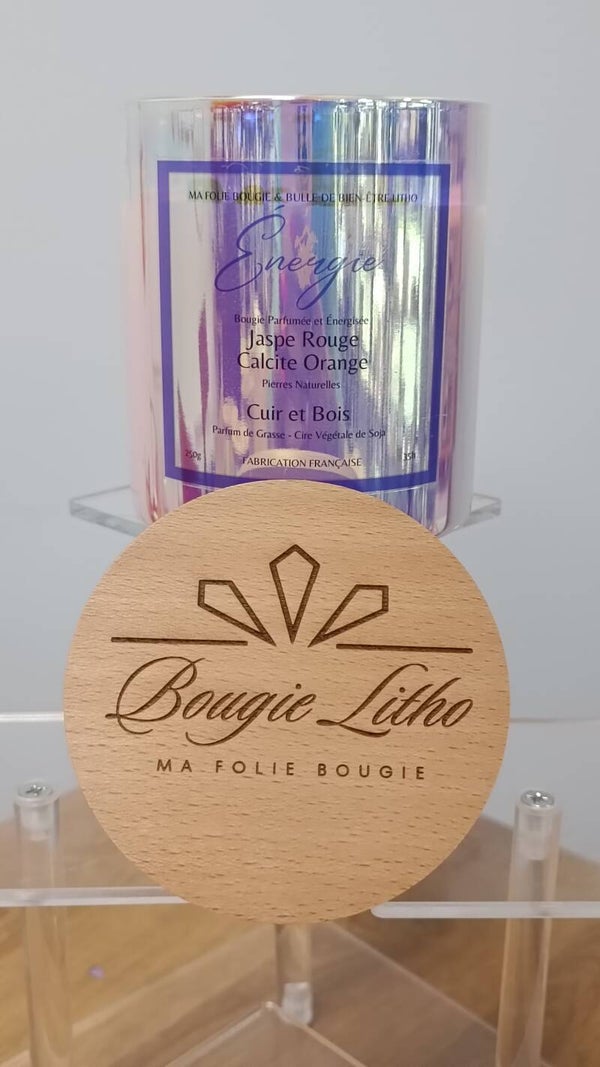 MA FOLIE BOUGIE & BULLE DE BIEN-ÊTRE LITHO
Énergie
Bougie Parfumée et Énergisée
Jaspe Rouge
Calcite Orange
Pierres Naturelles
Cuir et Bois
Parfum de Grasse - Cire Végétale de Soja
250g FABRICATION FRANÇAISE 35h
Bougie Litho
MA FOLIE BOUGIE